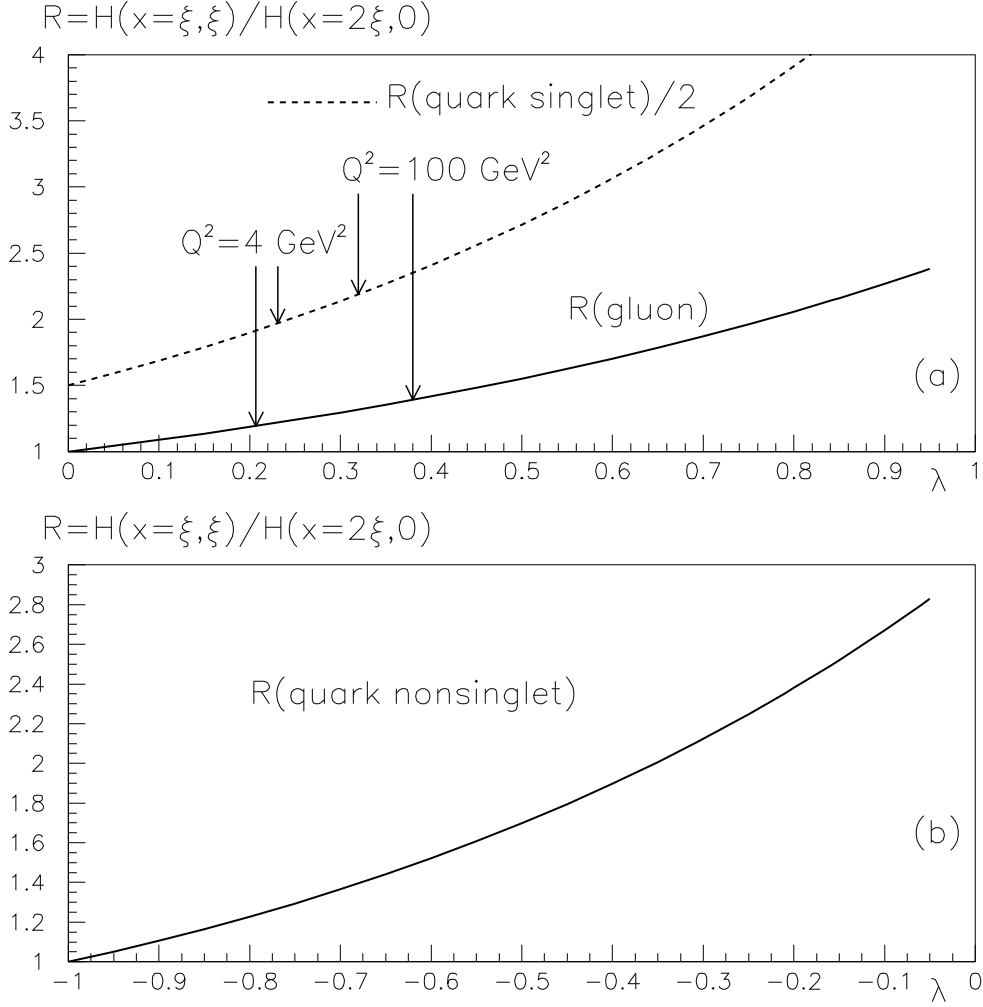 R=H(x=ξ,ξ)/H(x=2ξ,0)
4
R(quark singlet)/2
3.5
Q²=100 GeV²
3
Q²=4 GeV²
2.5
R(gluon)
2
(a)
1.5
1
0 0.1 0.2 0.3 0.4 0.5 0.6 0.7 0.8 0.9 1
λ
R=H(x=ξ,ξ)/H(x=2ξ,0)
3
2.8
2.6
R(quark nonsinglet)
2.4
2.2
2
1.8
(b)
1.6
1.4
1.2
1
-1 -0.9 -0.8 -0.7 -0.6 -0.5 -0.4 -0.3 -0.2 -0.1 0
λ